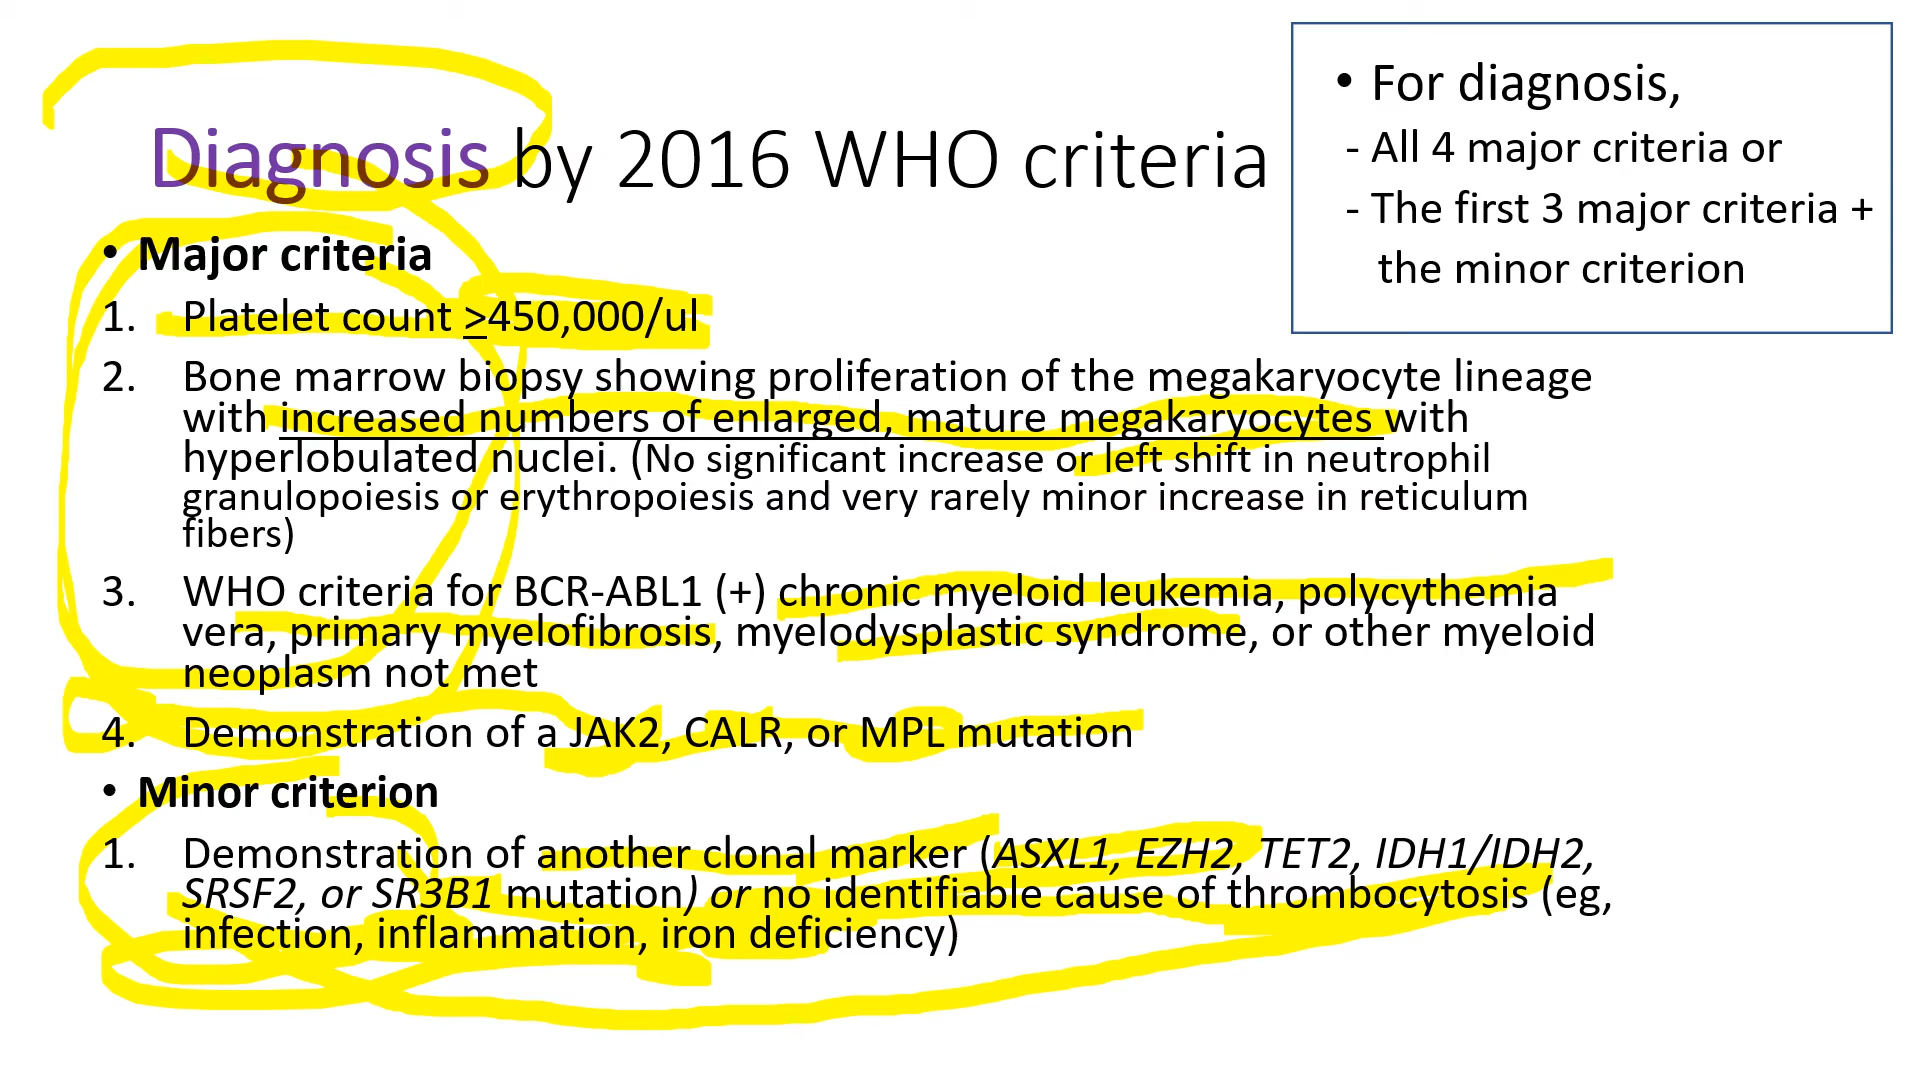 Diagnosis by 2016 WHO criteria
• For diagnosis,
- All 4 major criteria or
- The first 3 major criteria +
the minor criterion
• Major criteria
1. Platelet count ≥450,000/ul
2. Bone marrow biopsy showing proliferation of the megakaryocyte lineage
with increased numbers of enlarged, mature megakaryocytes with
hyperlobulated nuclei. (No significant increase or left shift in neutrophil
granulopoiesis or erythropoiesis and very rarely minor increase in reticulum
fibers)
3. WHO criteria for BCR-ABL1 (+) chronic myeloid leukemia, polycythemia
vera, primary myelofibrosis, myelodysplastic syndrome, or other myeloid
neoplasm not met
4. Demonstration of a JAK2, CALR, or MPL mutation
• Minor criterion
1. Demonstration of another clonal marker (ASXL1, EZH2, TET2, IDH1/IDH2,
SRSF2, or SR3B1 mutation) or no identifiable cause of thrombocytosis (eg,
infection, inflammation, iron deficiency)